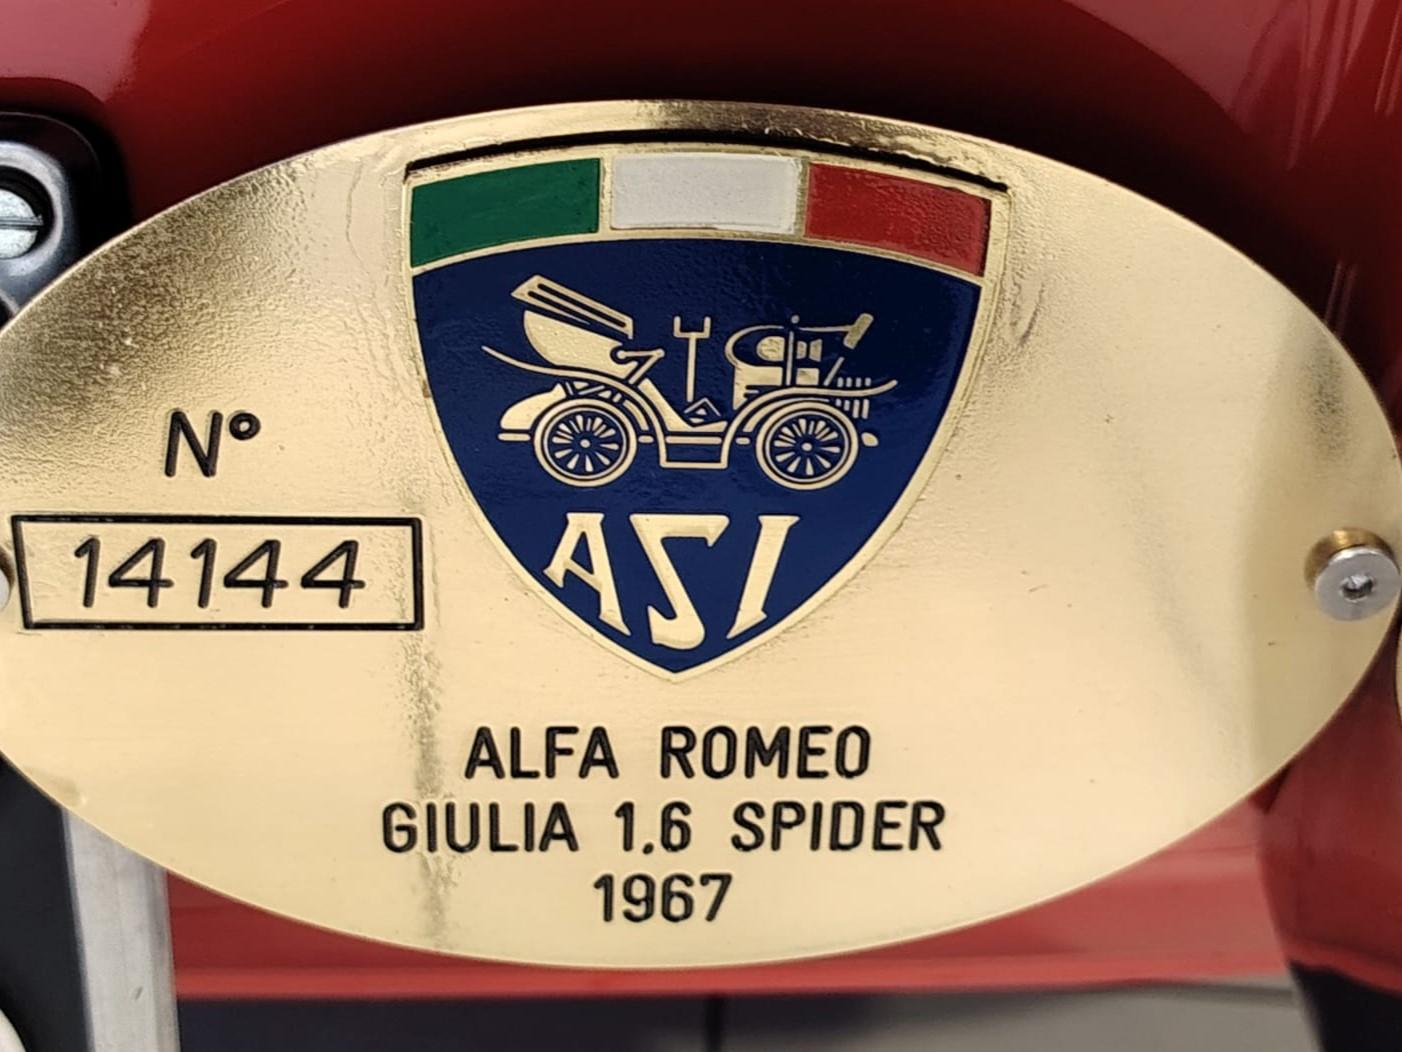 ASI
N°
14144
ALFA ROMEO
GIULIA 1.6 SPIDER
1967